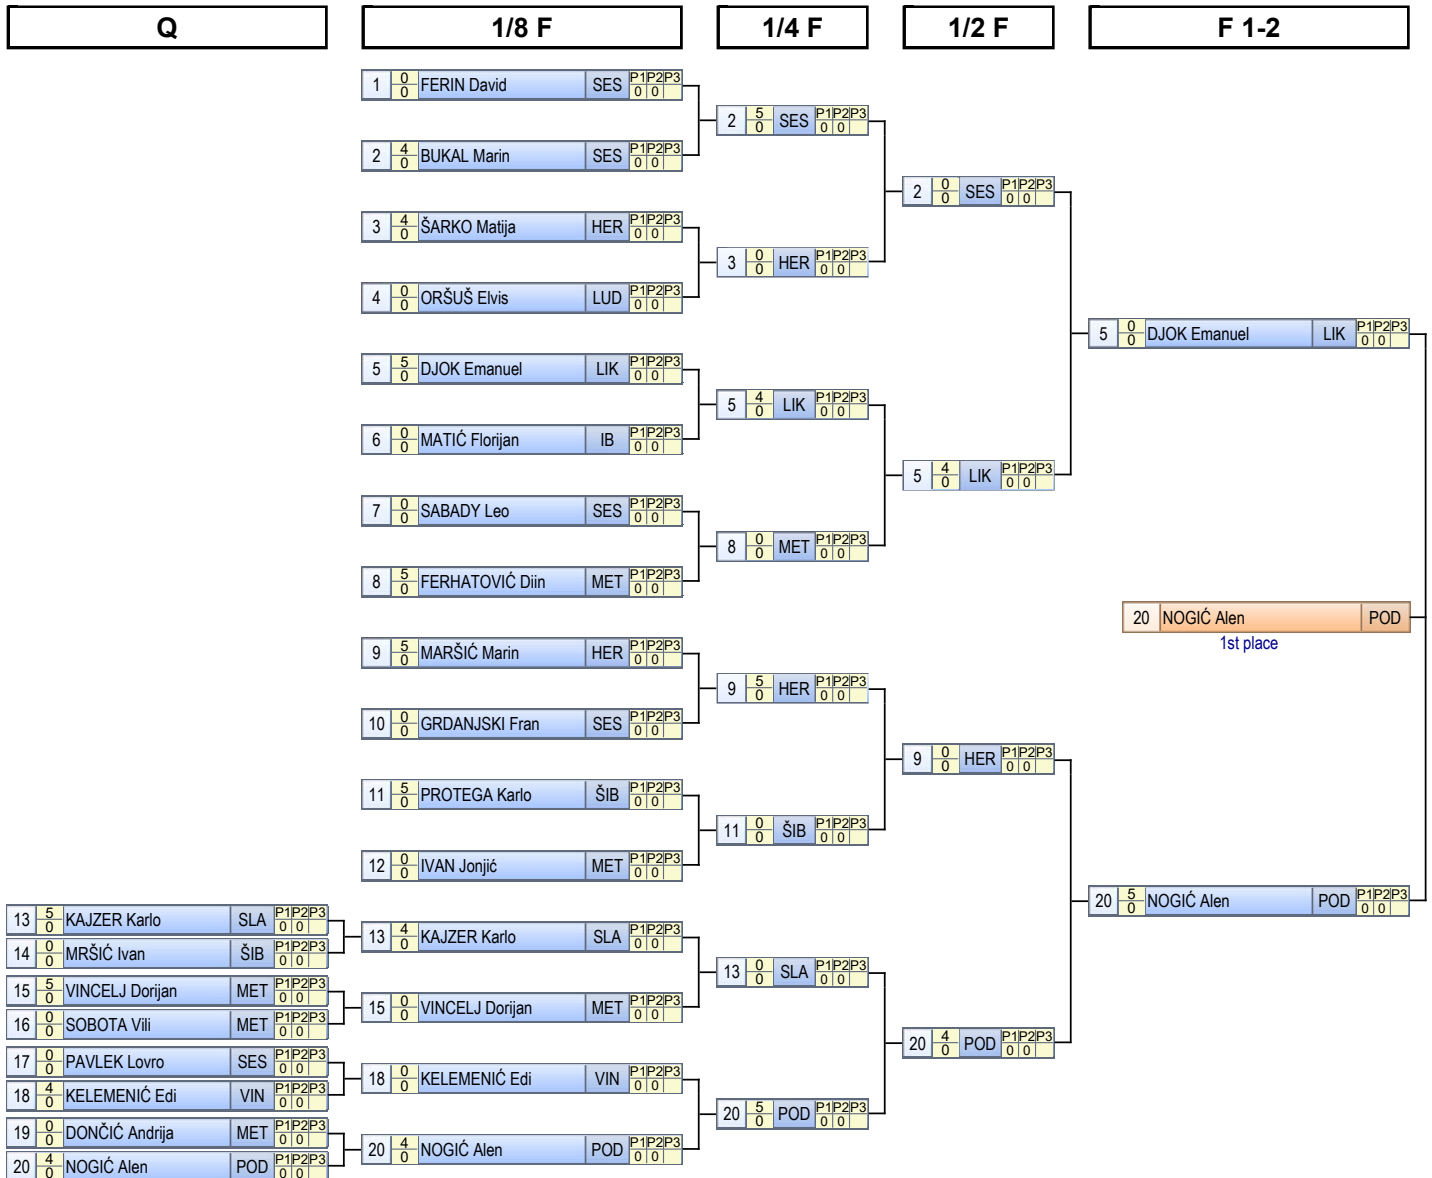 Q 1/8 F 1/4 F 1/2 F F 1-2
1 0 0 FERIN David SES P1 P2 P3 0 0
2 5 0 SES P1 P2 P3 0 0
2 4 0 BUKAL Marin SES P1 P2 P3 0 0
2 0 0 SES P1 P2 P3 0 0
3 4 0 ŠARKO Matija HER P1 P2 P3 0 0
3 0 0 HER P1 P2 P3 0 0
4 0 0 ORŠUŠ Elvis LUD P1 P2 P3 0 0
5 0 0 DJOK Emanuel LIK P1 P2 P3 0 0
5 5 0 DJOK Emanuel LIK P1 P2 P3 0 0
5 4 0 LIK P1 P2 P3 0 0
6 0 0 MATIĆ Florijan IB P1 P2 P3 0 0
5 4 0 LIK P1 P2 P3 0 0
7 0 0 SABADY Leo SES P1 P2 P3 0 0
8 0 0 MET P1 P2 P3 0 0
8 5 0 FERHATOVIĆ Diin MET P1 P2 P3 0 0
20 NOGIĆ Alen POD
1st place
9 5 0 MARŠIĆ Marin HER P1 P2 P3 0 0
9 5 0 HER P1 P2 P3 0 0
10 0 0 GRDANJSKI Fran SES P1 P2 P3 0 0
9 0 0 HER P1 P2 P3 0 0
11 5 0 PROTEGA Karlo ŠIB P1 P2 P3 0 0
11 0 0 ŠIB P1 P2 P3 0 0
12 0 0 IVAN Jonjić MET P1 P2 P3 0 0
20 5 0 NOGIĆ Alen POD P1 P2 P3 0 0
13 5 0 KAJZER Karlo SLA P1 P2 P3 0 0
13 4 0 KAJZER Karlo SLA P1 P2 P3 0 0
14 0 0 MRŠIĆ Ivan ŠIB P1 P2 P3 0 0
13 0 0 SLA P1 P2 P3 0 0
15 5 0 VINCELJ Dorijan MET P1 P2 P3 0 0
15 0 0 VINCELJ Dorijan MET P1 P2 P3 0 0
16 0 0 SOBOTA Vili MET P1 P2 P3 0 0
20 4 0 POD P1 P2 P3 0 0
17 0 0 PAVLEK Lovro SES P1 P2 P3 0 0
18 0 0 KELEMENIĆ Edi VIN P1 P2 P3 0 0
18 4 0 KELEMENIĆ Edi VIN P1 P2 P3 0 0
20 5 0 POD P1 P2 P3 0 0
19 0 0 DONČIĆ Andrija MET P1 P2 P3 0 0
20 4 0 NOGIĆ Alen POD P1 P2 P3 0 0
20 4 0 NOGIĆ Alen POD P1 P2 P3 0 0